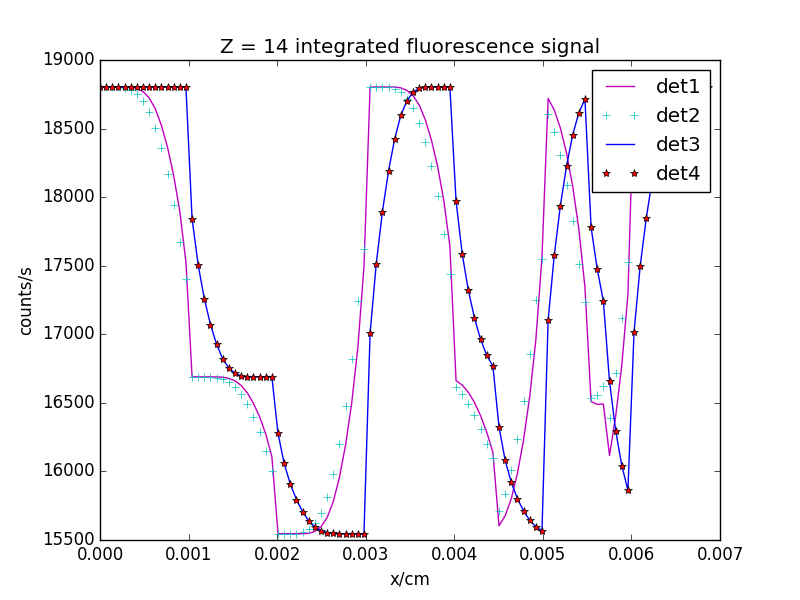 Z = 14 integrated fluorescence signal
19000
18500
18000
17500
17000
16500
16000
15500
counts/s
det1
det2
det3
det4
0.000 0.001 0.002 0.003 0.004 0.005 0.006 0.007
x/cm